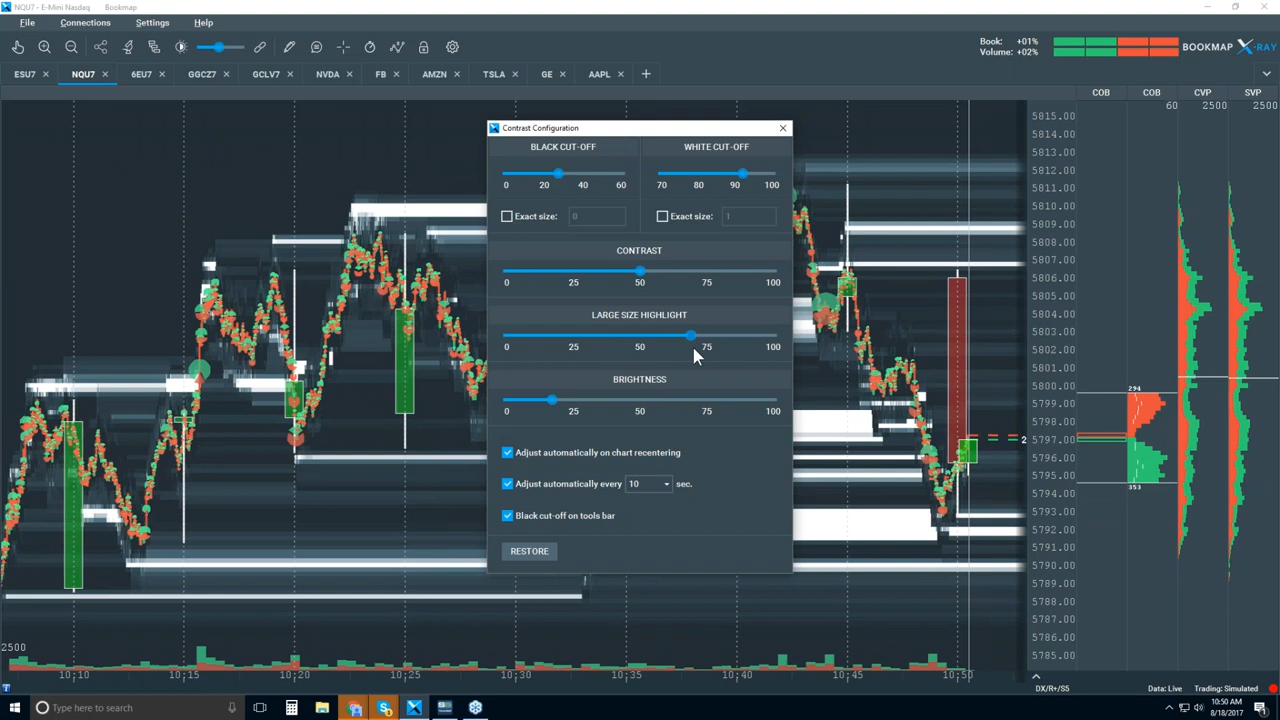 NQU7 - E-Mini Nasdaq Bookmap
File Connections Settings Help
Book: +01%
Volume: +02%
BOOKMAP X-RAY
ESU7 NQU7 6EU7 GGCZ7 GCLV7 NVDA FB AMZN TSLA GE AAPL
COB COB CVP SVP
60 2500 2500
Contrast Configuration
BLACK CUT-OFF WHITE CUT-OFF
0 20 40 60 70 80 90 100
Exact size: 0 Exact size: 1
CONTRAST
0 25 50 75 100
LARGE SIZE HIGHLIGHT
0 25 50 75 100
BRIGHTNESS
0 25 50 75 100
Adjust automatically on chart recentering
Adjust automatically every 10 sec.
Black cut-off on tools bar
RESTORE
5815.00
5814.00
5813.00
5812.00
5811.00
5810.00
5809.00
5808.00
5807.00
5806.00
5805.00
5804.00
5803.00
5802.00
5801.00
5800.00
5799.00
5798.00
5797.00
5796.00
5795.00
5794.00
5793.00
5792.00
5791.00
5790.00
5789.00
5788.00
5787.00
5786.00
5785.00
294
2
353
2500
10:10 10:15 10:20 10:25 10:30 10:35 10:40 10:45 10:50
DX/R+/S5 Data: Live Trading: Simulated
Type here to search
10:50 AM
8/18/2017
1